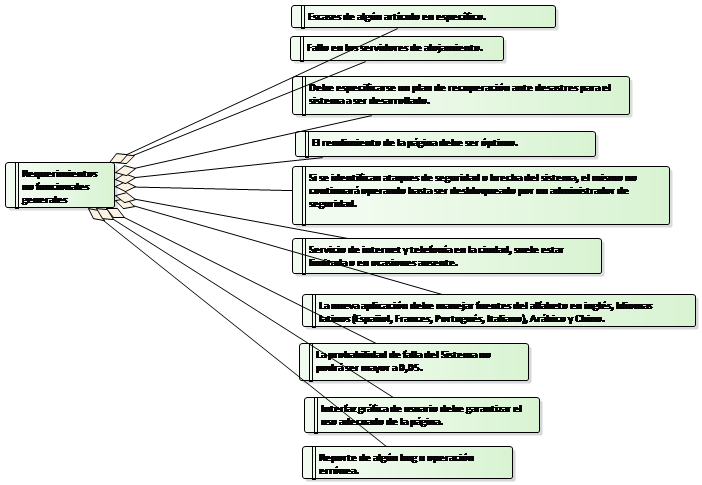 Escases de algún artículo en específico.
Fallo en los servidores de alojamiento.
Debe especificarse un plan de recuperación ante desastres para el
sistema a ser desarrollado.
El rendimiento de la página debe ser óptimo.
Requerimientos
no funcionales
generales
Si se identifican ataques de seguridad o brecha del sistema, el mismo no
continuará operando hasta ser desbloqueado por un administrador de
seguridad.
Servicio de internet y telefonía en la ciudad, suele estar
limitada o en ocasiones ausente.
La nueva aplicación debe manejar fuentes del alfabeto en inglés, Idiomas
latinos (Español, Frances, Portugués, Italiano), Arábico y Chino.
La probabilidad de falla del Sistema no
podrá ser mayor a 0,05.
Interfaz gráfica de usuario debe garantizar el
uso adecuado de la página.
Reporte de algún bug u operación
errónea.